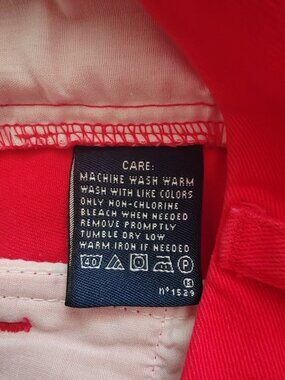 CARE:
MACHINE WASH WARM
WASH WITH LIKE COLORS
ONLY NON-CHLORINE
BLEACH WHEN NEEDED
REMOVE PROMPTLY
TUMBLE DRY LOW
WARM IRON IF NEEDED
40 P
n° 1529